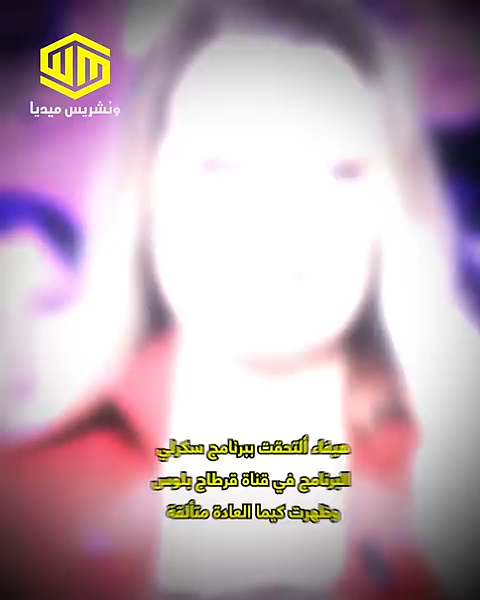 ونشريس ميديا
هيفاء ألتحقت ببرنامج سكرلي
البرنامج في قناة قرطاج بلوس
وظهرت كيما العادة متألقة